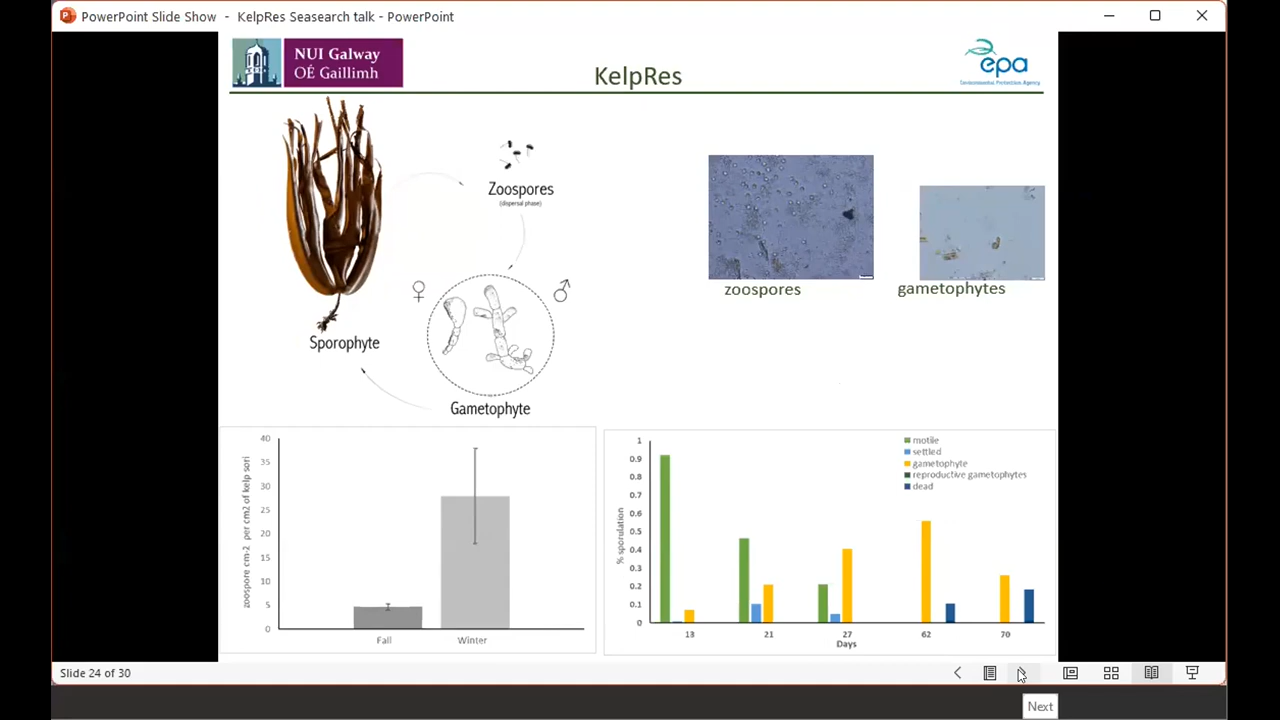 PowerPoint Slide Show - KelpRes Seasearch talk - PowerPoint
NUI Galway
OÉ Gaillimh
KelpRes
epa
Environmental Protection Agency
Zoospores
(dispersal phase)
♀
♂
Sporophyte
Gametophyte
zoospores
gametophytes
zoospore cm-2 per cm2 of kelp sori
40
35
30
25
20
15
10
5
0
Fall
Winter
% sporulation
1
0.9
0.8
0.7
0.6
0.5
0.4
0.3
0.2
0.1
0
motile
settled
gametophyte
reproductive gametophytes
dead
13
21
27
62
70
Days
Slide 24 of 30
Next